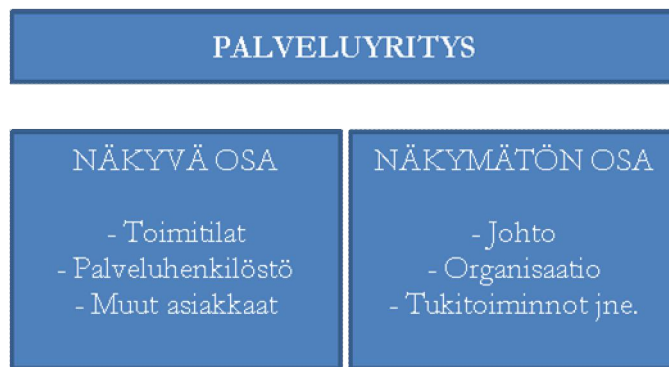 PALVELUYRITYS
NÄKYVÄ OSA
- Toimitilat
- Palveluhenkilöstö
- Muut asiakkaat
NÄKYMÄTÖN OSA
- Johto
- Organisaatio
- Tukitoiminnot jne.